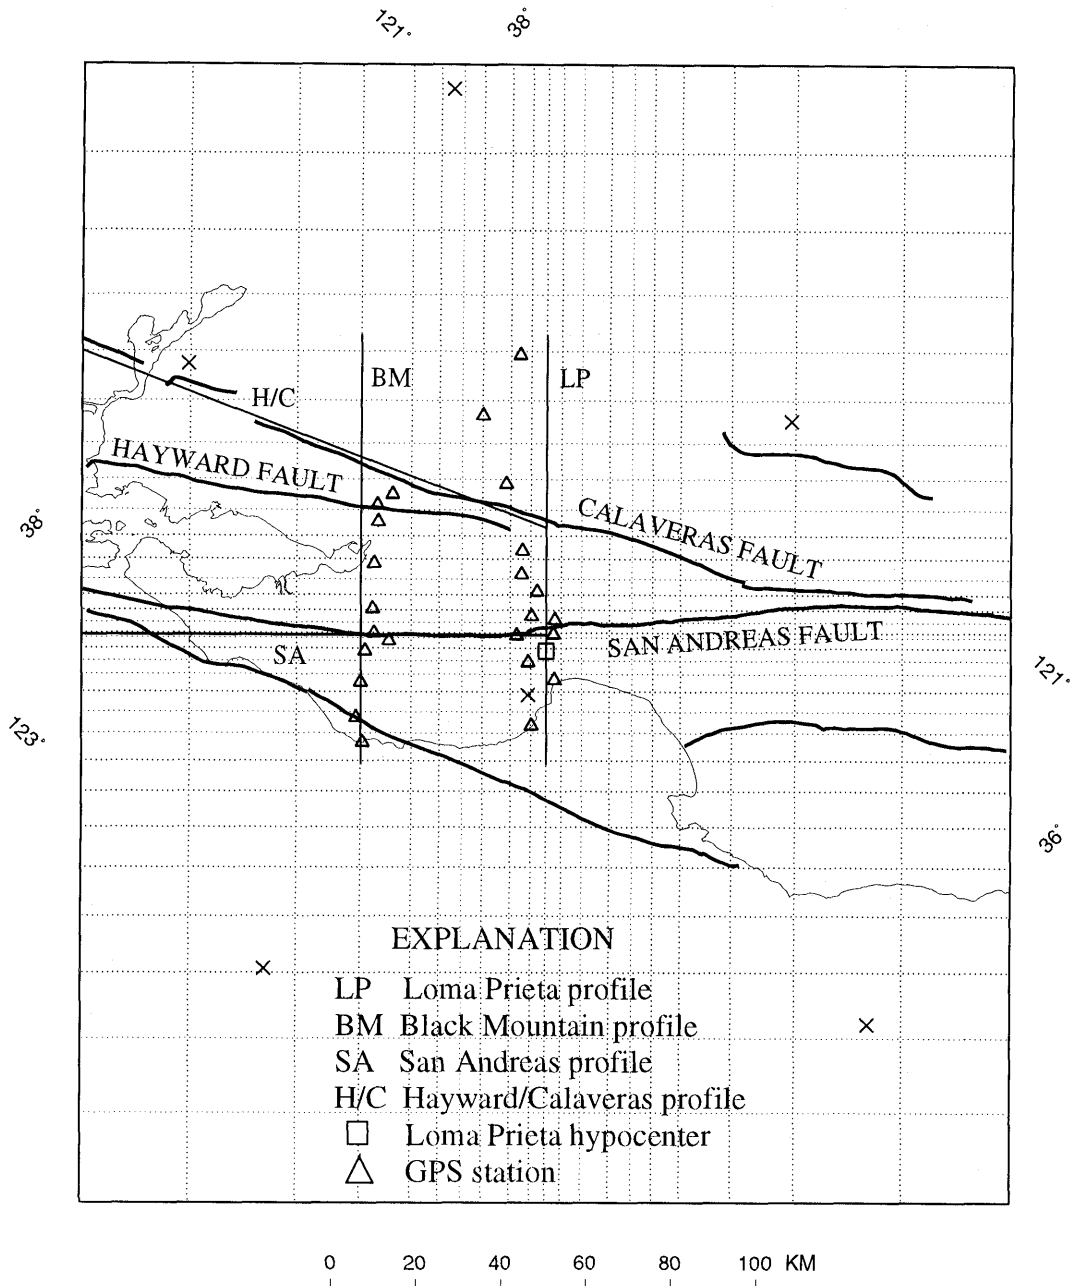 121°
38°
BM
LP
H/C
HAYWARD FAULT
CALAVERAS FAULT
38°
SAN ANDREAS FAULT
SA
121°
123°
36°
EXPLANATION
LP Loma Prieta profile
BM Black Mountain profile
SA San Andreas profile
H/C Hayward/Calaveras profile
Loma Prieta hypocenter
GPS station
0 20 40 60 80 100 KM